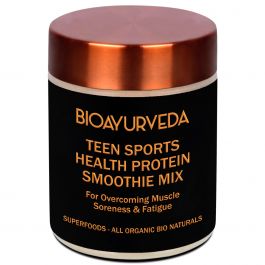 BIOAYURVEDA
TEEN SPORTS
HEALTH PROTEIN
SMOOTHIE MIX
For Overcoming Muscle
Soreness & Fatigue
SUPERFOODS - ALL ORGANIC BIO NATURALS